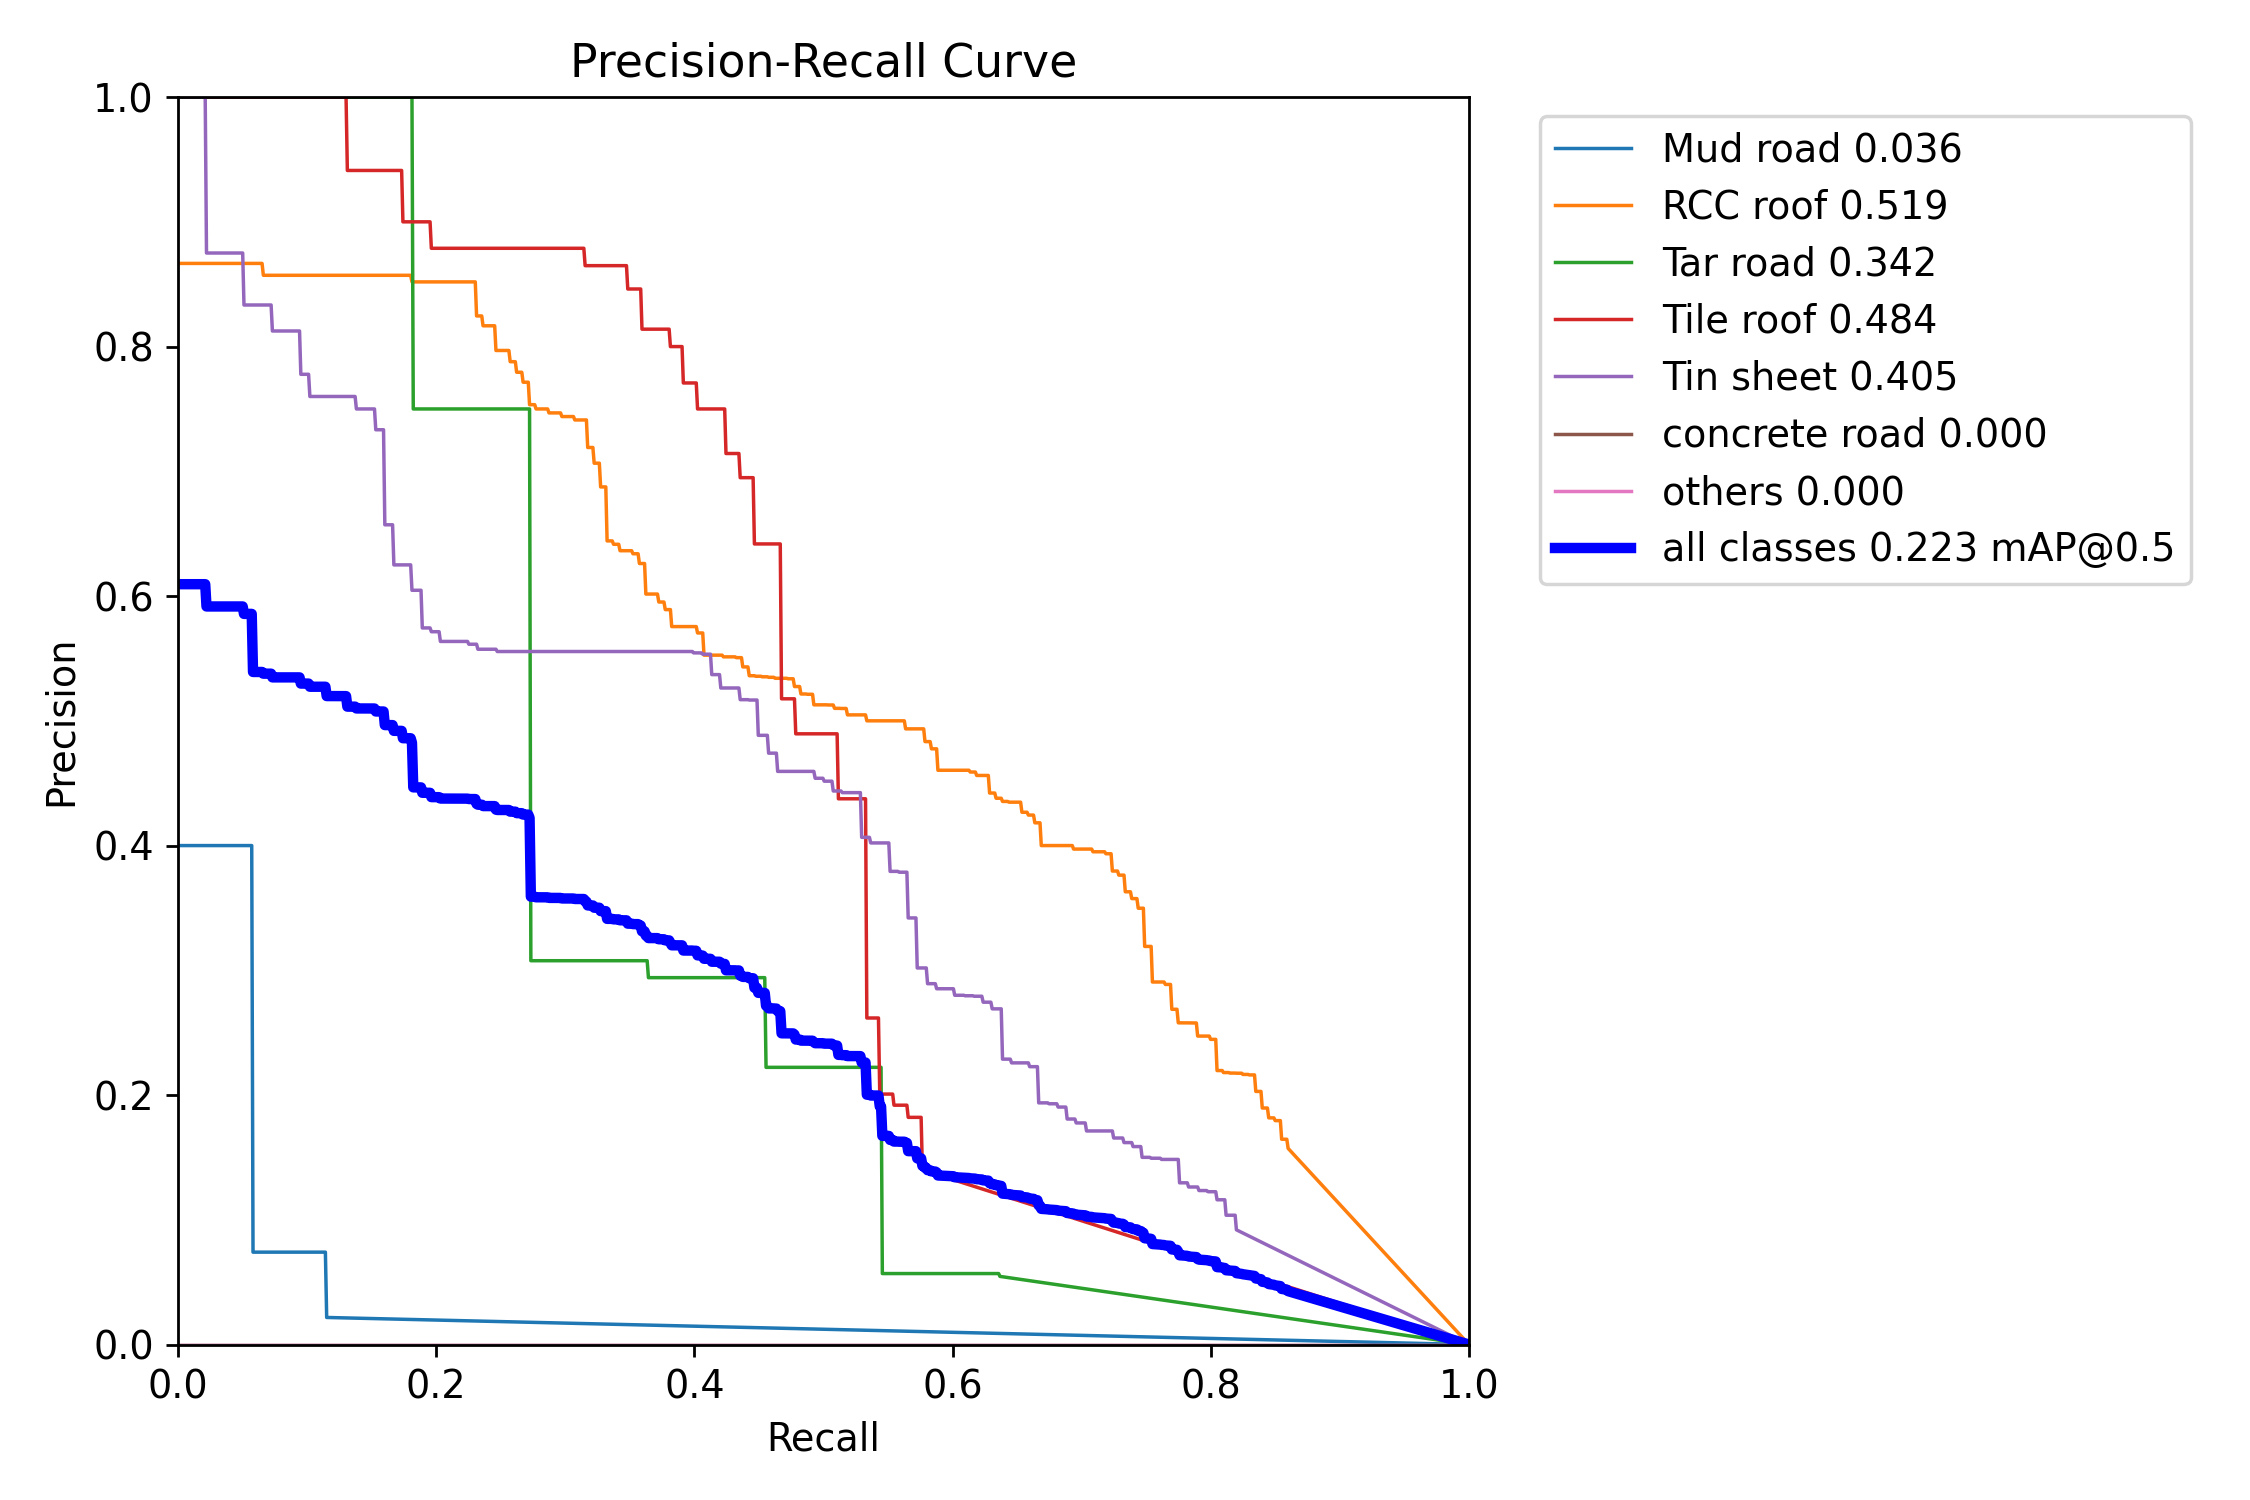 Precision-Recall Curve
1.0
0.8
0.6
0.4
0.2
0.0
Precision
0.0 0.2 0.4 0.6 0.8 1.0
Recall
Mud road 0.036
RCC roof 0.519
Tar road 0.342
Tile roof 0.484
Tin sheet 0.405
concrete road 0.000
others 0.000
all classes 0.223 mAP@0.5